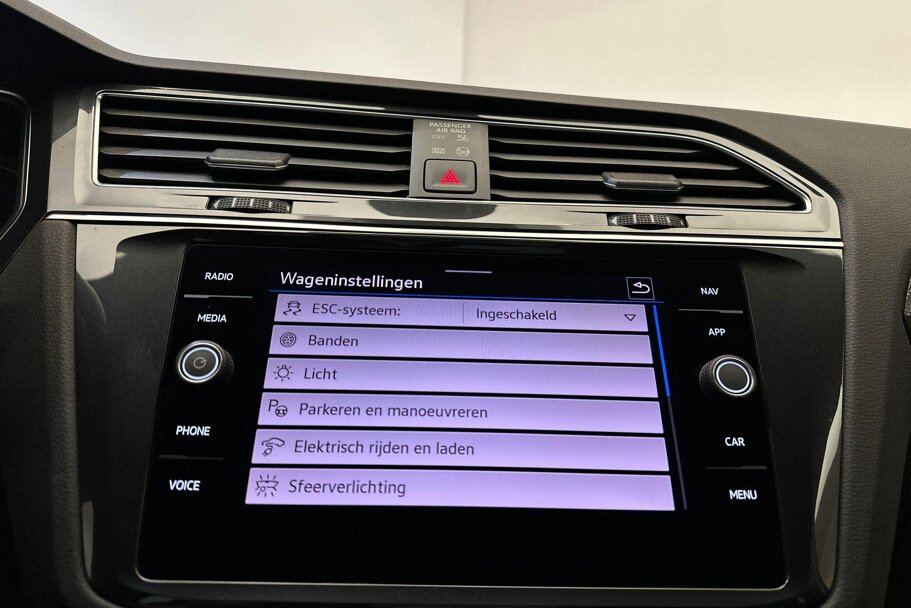 PASSENGER
AIR BAG
OFF
ON
RADIO
MEDIA
PHONE
VOICE
Wageninstellingen
ESC-systeem: Ingeschakeld
Banden
Licht
Parkeren en manoeuvreren
Elektrisch rijden en laden
Sfeerverlichting
NAV
APP
CAR
MENU